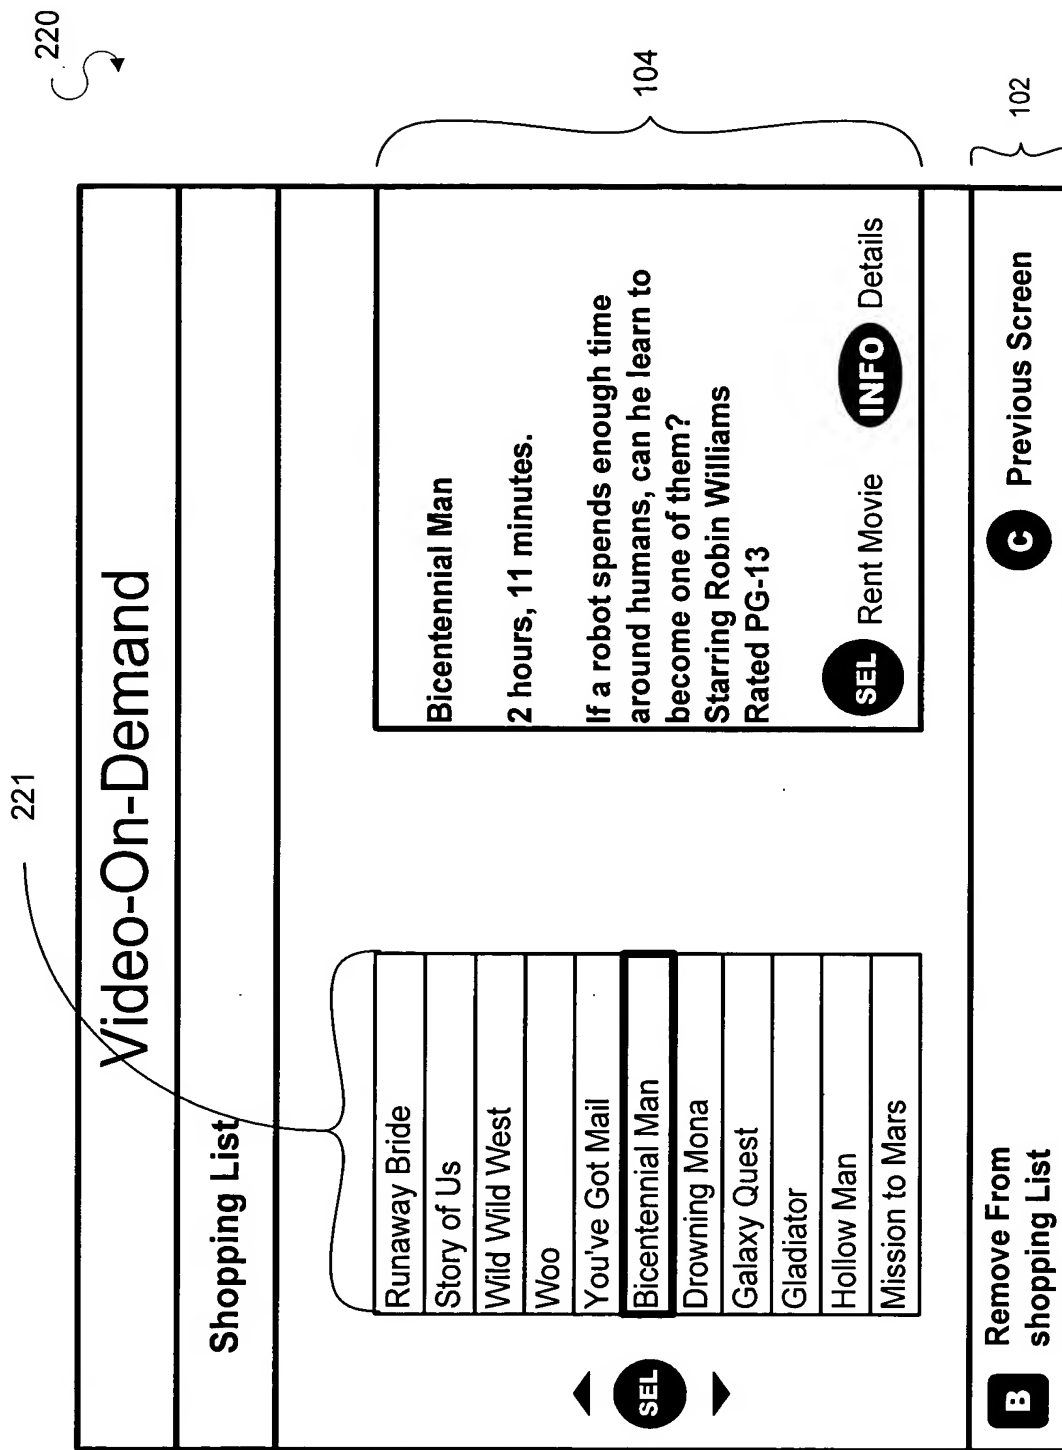 220
221
Video-On-Demand
Shopping List
Runaway Bride
Story of Us
Wild Wild West
Woo
You've Got Mail
Bicentennial Man
Drowning Mona
Galaxy Quest
Gladiator
Hollow Man
Mission to Mars
SEL
Bicentennial Man
2 hours, 11 minutes.
If a robot spends enough time
around humans, can he learn to
become one of them?
Starring Robin Williams
Rated PG-13
SEL Rent Movie INFO Details
104
B Remove From
shopping List
C Previous Screen
102